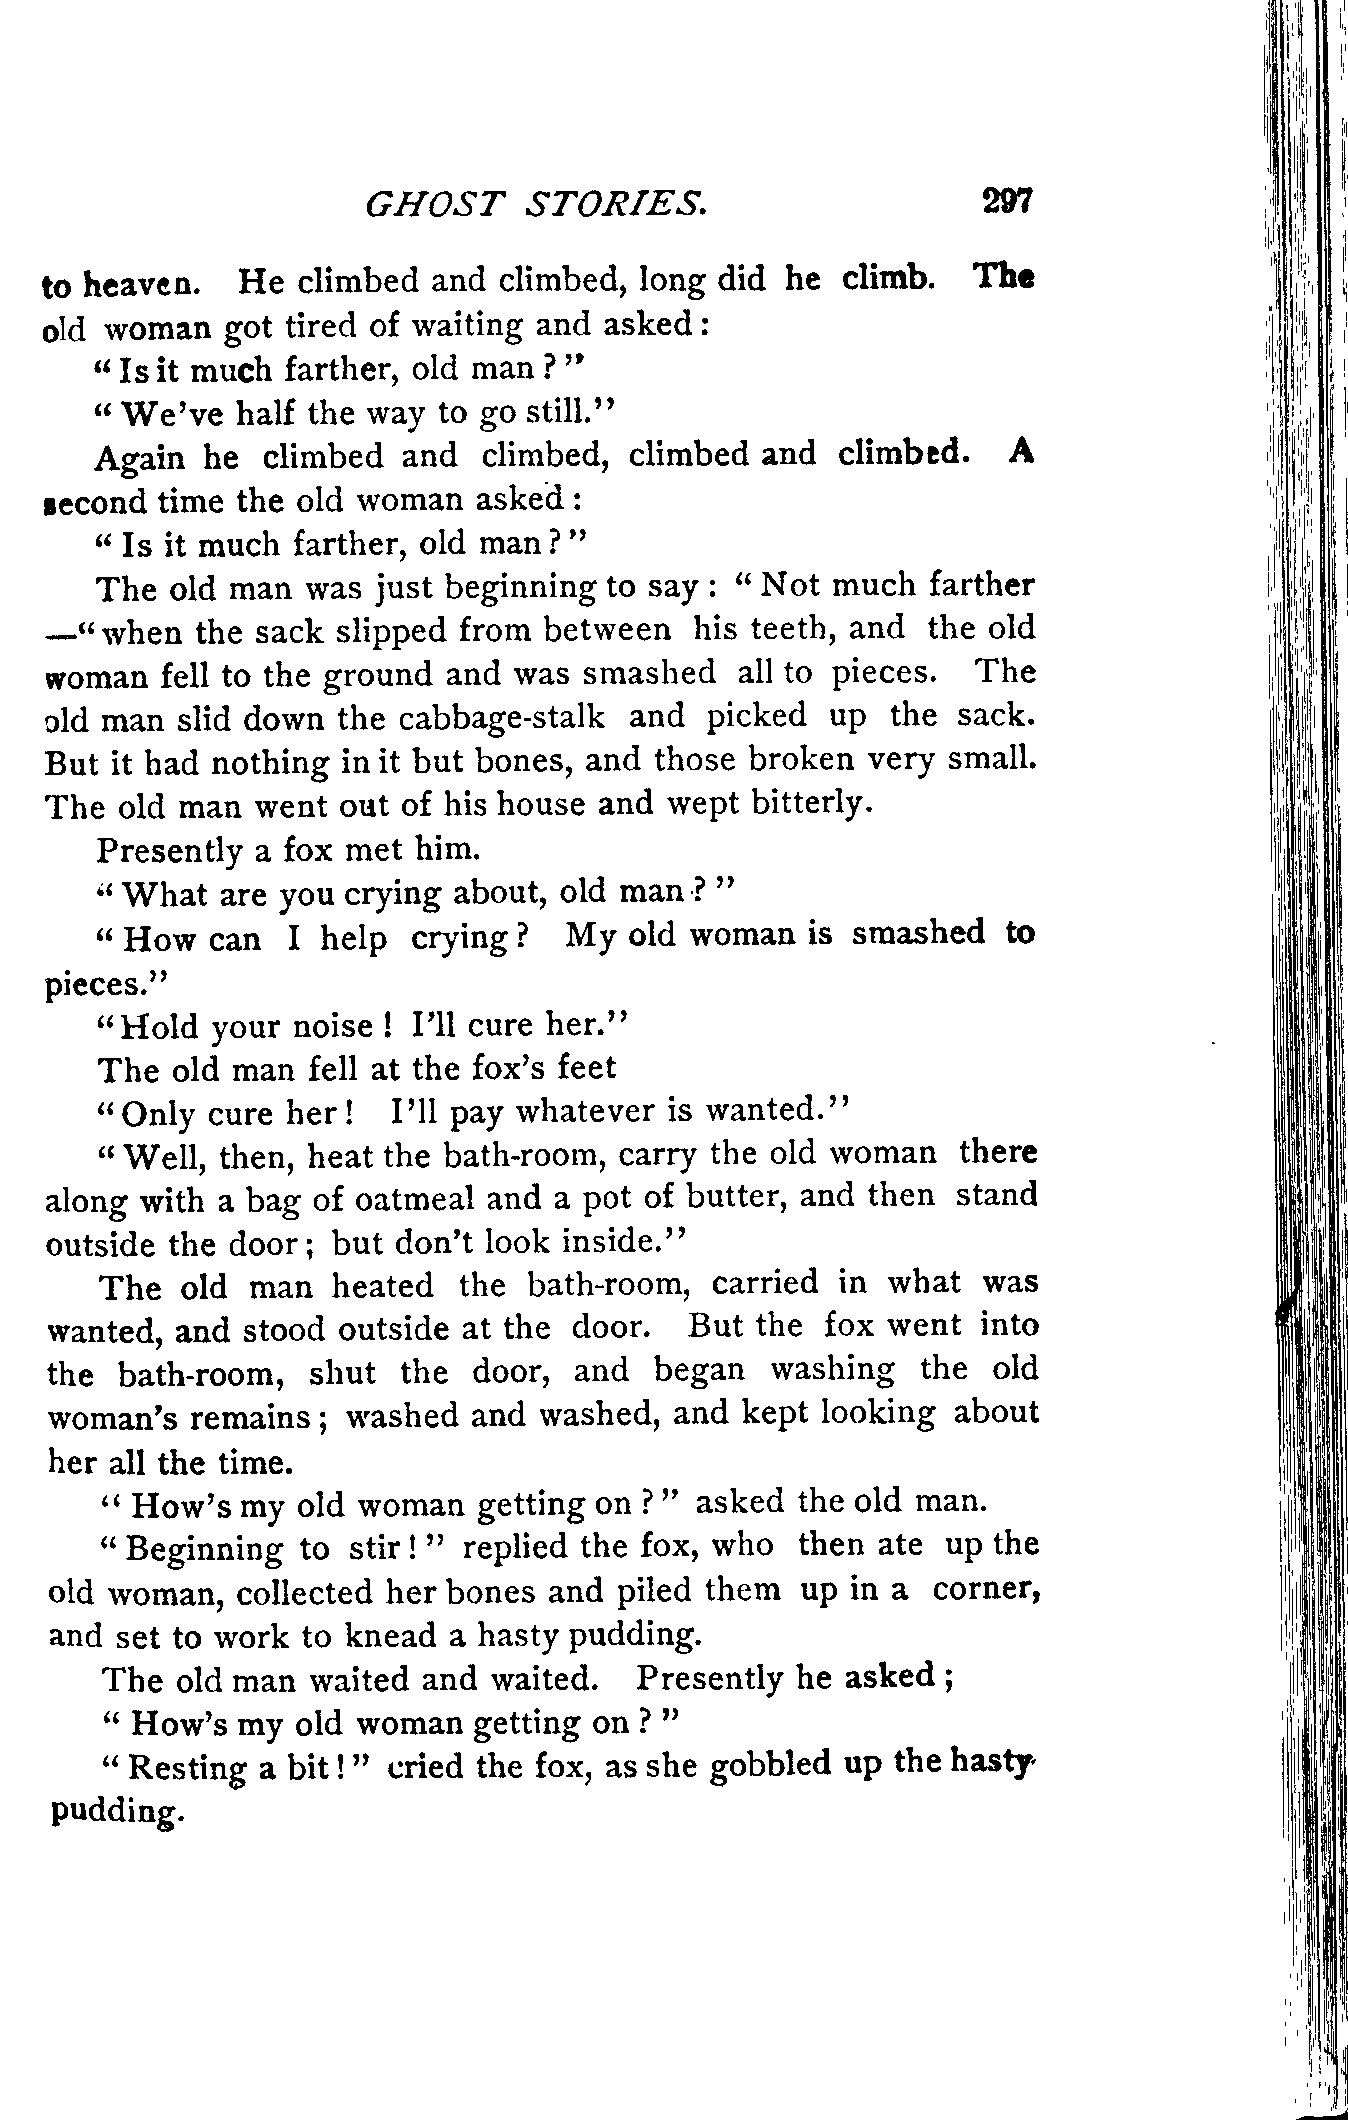 GHOST STORIES. 297
to heaven. He climbed and climbed, long did he climb. The
old woman got tired of waiting and asked:
"Is it much farther, old man?"
"We've half the way to go still."
Again he climbed and climbed, climbed and climbed. A
second time the old woman asked:
"Is it much farther, old man?"
The old man was just beginning to say: "Not much farther
—"when the sack slipped from between his teeth, and the old
woman fell to the ground and was smashed all to pieces. The
old man slid down the cabbage-stalk and picked up the sack.
But it had nothing in it but bones, and those broken very small.
The old man went out of his house and wept bitterly.
Presently a fox met him.
"What are you crying about, old man?"
"How can I help crying? My old woman is smashed to
pieces."
"Hold your noise! I'll cure her."
The old man fell at the fox's feet
"Only cure her! I'll pay whatever is wanted."
"Well, then, heat the bath-room, carry the old woman there
along with a bag of oatmeal and a pot of butter, and then stand
outside the door; but don't look inside."
The old man heated the bath-room, carried in what was
wanted, and stood outside at the door. But the fox went into
the bath-room, shut the door, and began washing the old
woman's remains; washed and washed, and kept looking about
her all the time.
"How's my old woman getting on?" asked the old man.
"Beginning to stir!" replied the fox, who then ate up the
old woman, collected her bones and piled them up in a corner,
and set to work to knead a hasty pudding.
The old man waited and waited. Presently he asked;
"How's my old woman getting on?"
"Resting a bit!" cried the fox, as she gobbled up the hasty
pudding.